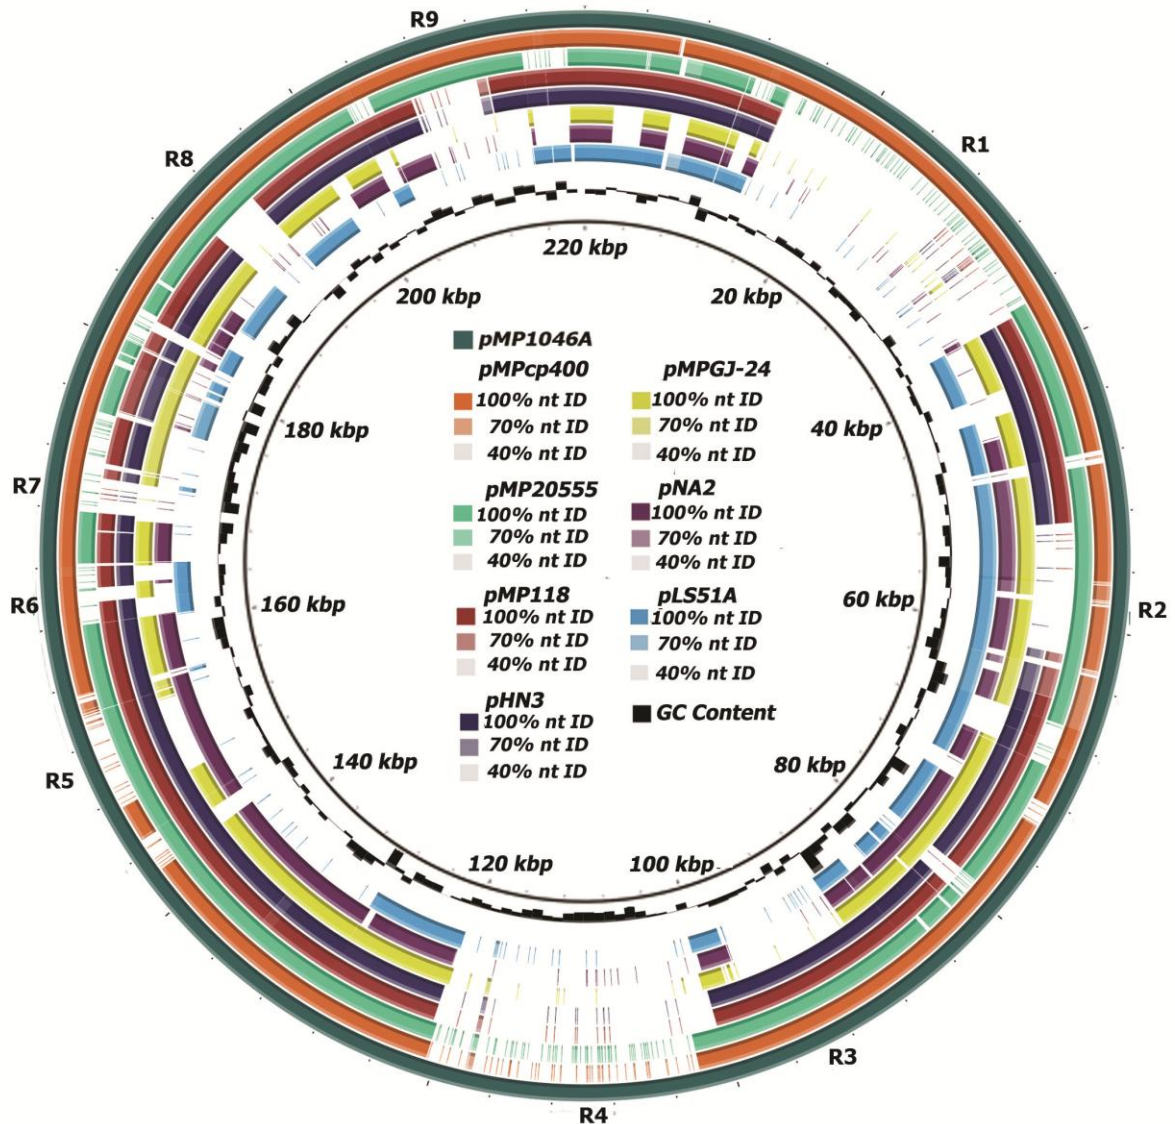 R9
R8
R1
220 kbp
200 kbp
20 kbp
pMP1046A
pMPcp400
100% nt ID
70% nt ID
40% nt ID
pMPGJ-24
100% nt ID
70% nt ID
40% nt ID
180 kbp
40 kbp
R7
pMP20555
100% nt ID
70% nt ID
40% nt ID
pNA2
100% nt ID
70% nt ID
40% nt ID
R6
160 kbp
60 kbp
R2
pMP118
100% nt ID
70% nt ID
40% nt ID
pLS51A
100% nt ID
70% nt ID
40% nt ID
pHN3
100% nt ID
70% nt ID
40% nt ID
GC Content
R5
140 kbp
80 kbp
120 kbp
100 kbp
R3
R4